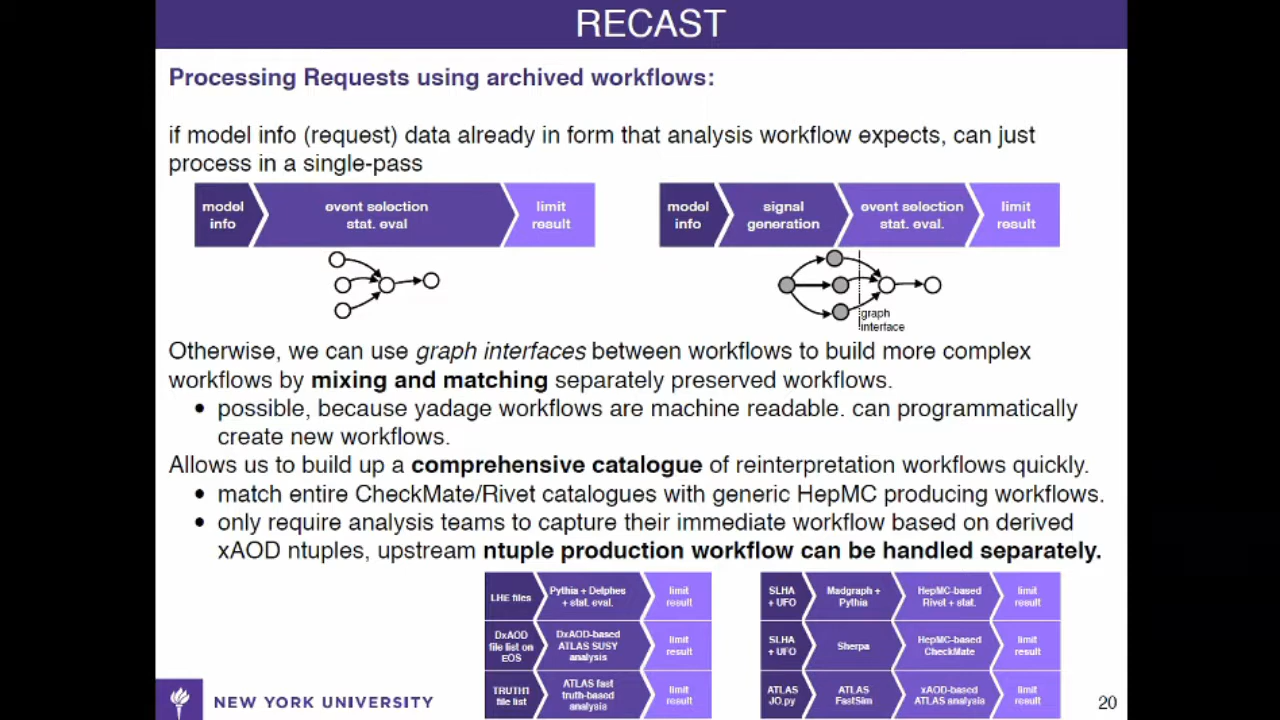 RECAST
Processing Requests using archived workflows:
if model info (request) data already in form that analysis workflow expects, can just
process in a single-pass
model
info
event selection
stat. eval
limit
result
model
info
signal
generation
event selection
stat. eval.
limit
result
graph
interface
Otherwise, we can use graph interfaces between workflows to build more complex
workflows by mixing and matching separately preserved workflows.
• possible, because yadage workflows are machine readable. can programmatically
create new workflows.
Allows us to build up a comprehensive catalogue of reinterpretation workflows quickly.
• match entire CheckMate/Rivet catalogues with generic HepMC producing workflows.
• only require analysis teams to capture their immediate workflow based on derived
xAOD ntuples, upstream ntuple production workflow can be handled separately.
LHE files
Pythia + Delphes
+ stat. eval.
limit
result
DxAOD
file list on
EOS
DxAOD-based
ATLAS SUSY
analysis
limit
result
TRUTH1
file list
ATLAS fast
truth-based
analysis
limit
result
SLHA
+ UFO
Madgraph +
Pythia
HepMC-based
Rivet + stat.
limit
result
SLHA
+ UFO
Sherpa
HepMC-based
CheckMate
limit
result
ATLAS
JO.py
ATLAS
FastSim
xAOD-based
ATLAS analysis
limit
result
NEW YORK UNIVERSITY
20